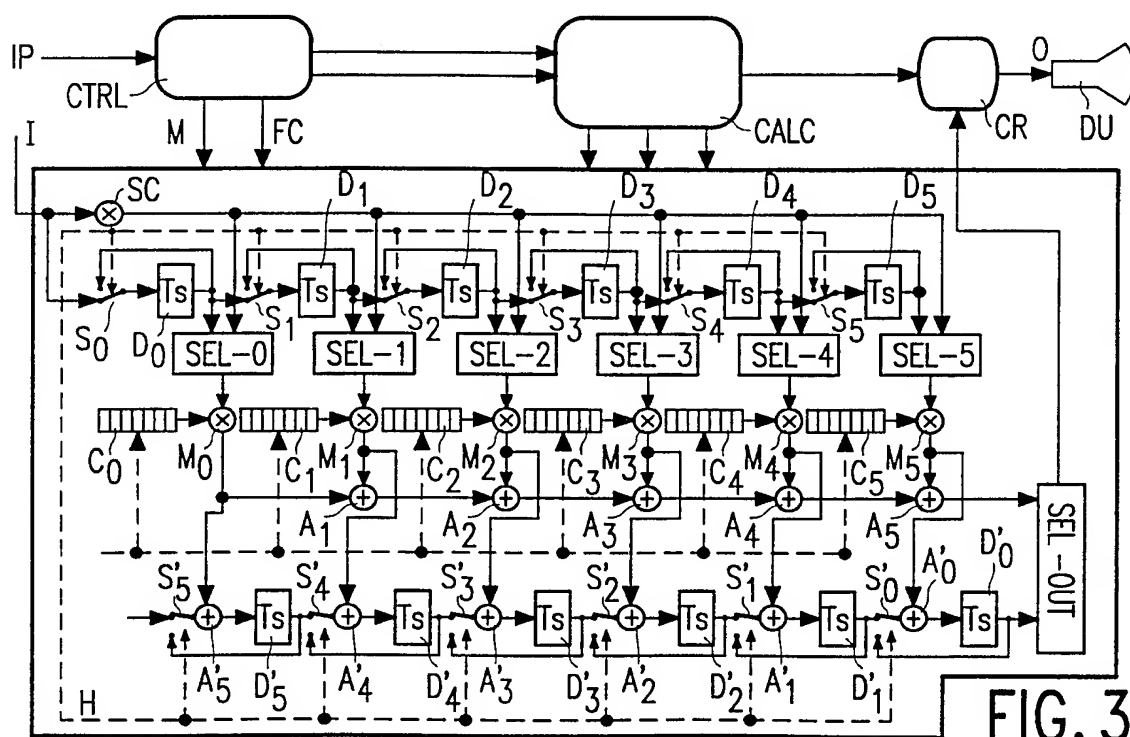 IP
CTRL
M
FC
CALC
CR
O
DU
I
SC
D1
D2
D3
D4
D5
Ts
Ts
Ts
Ts
Ts
Ts
S0
D0
S1
S2
S3
S4
S5
SEL-0
SEL-1
SEL-2
SEL-3
SEL-4
SEL-5
C0
M0
C1
M1
C2
M2
C3
M3
C4
M4
C5
M5
A1
A2
A3
A4
A5
SEL-OUT
S'5
S'4
S'3
S'2
S'1
S'0
A'0
D'0
Ts
Ts
Ts
Ts
Ts
Ts
A'5
D'5
A'4
D'4
A'3
D'3
A'2
D'2
A'1
D'1
H
FIG. 3